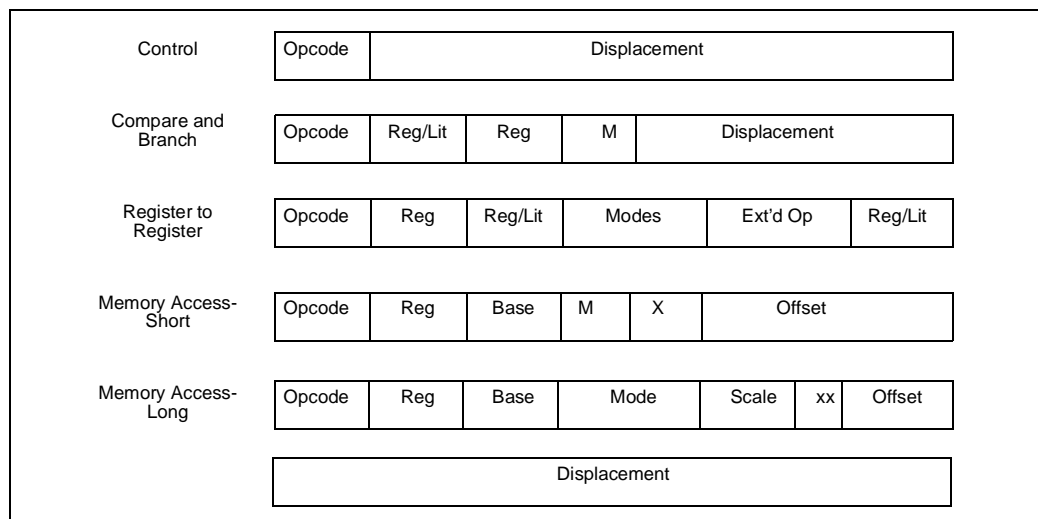 Control
Opcode
Displacement
Compare and
Branch
Opcode
Reg/Lit
Reg
M
Displacement
Register to
Register
Opcode
Reg
Reg/Lit
Modes
Ext'd Op
Reg/Lit
Memory Access-
Short
Opcode
Reg
Base
M
X
Offset
Memory Access-
Long
Opcode
Reg
Base
Mode
Scale
xx
Offset
Displacement